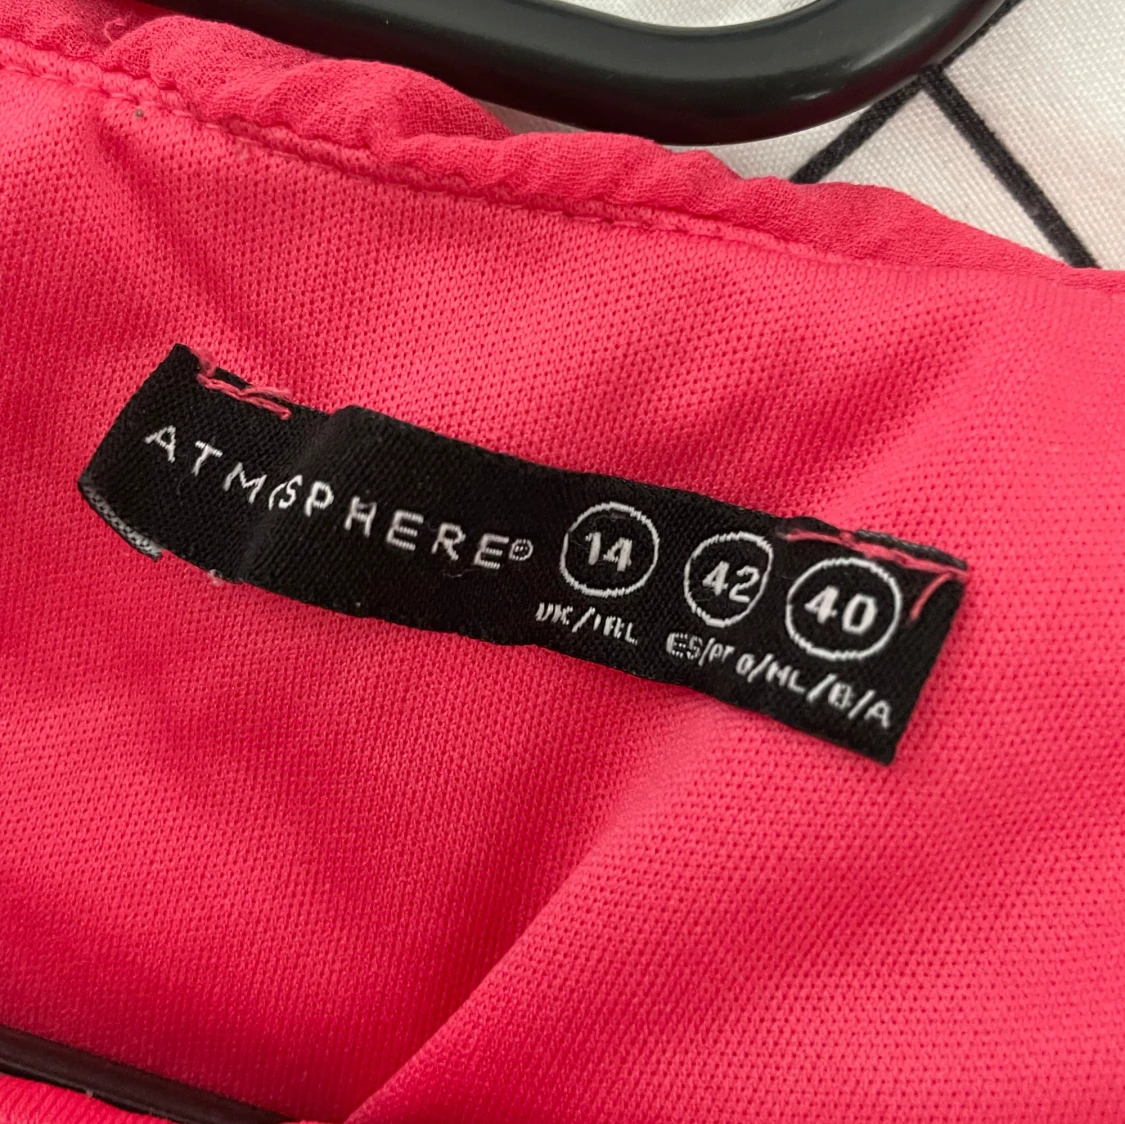 ATMOSPHERE® 14 42 40
UK/IRL ES/PT D/NL/B/A